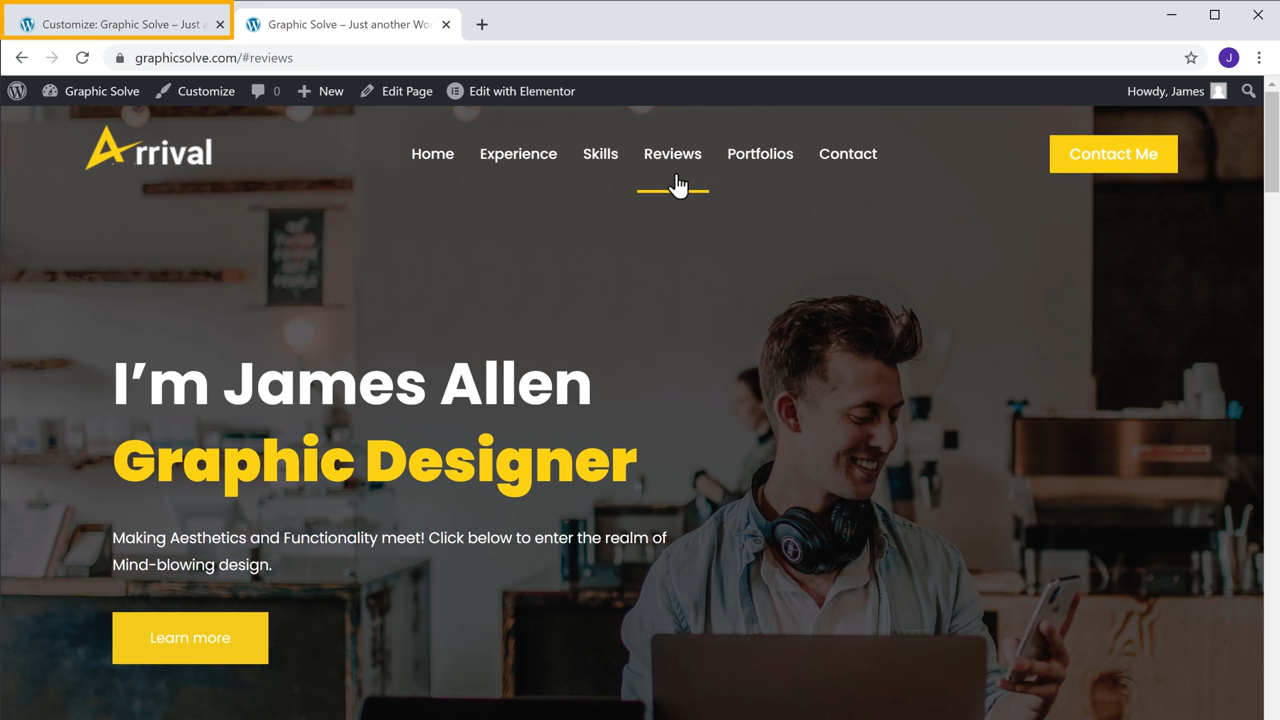 Customize: Graphic Solve – Just a
Graphic Solve – Just another Wor
graphicsolve.com/#reviews
J
Graphic Solve
Customize
0
New
Edit Page
Edit with Elementor
Howdy, James
Arrival
Home
Experience
Skills
Reviews
Portfolios
Contact
Contact Me
I’m James Allen
Graphic Designer
Making Aesthetics and Functionality meet! Click below to enter the realm of
Mind-blowing design.
Learn more